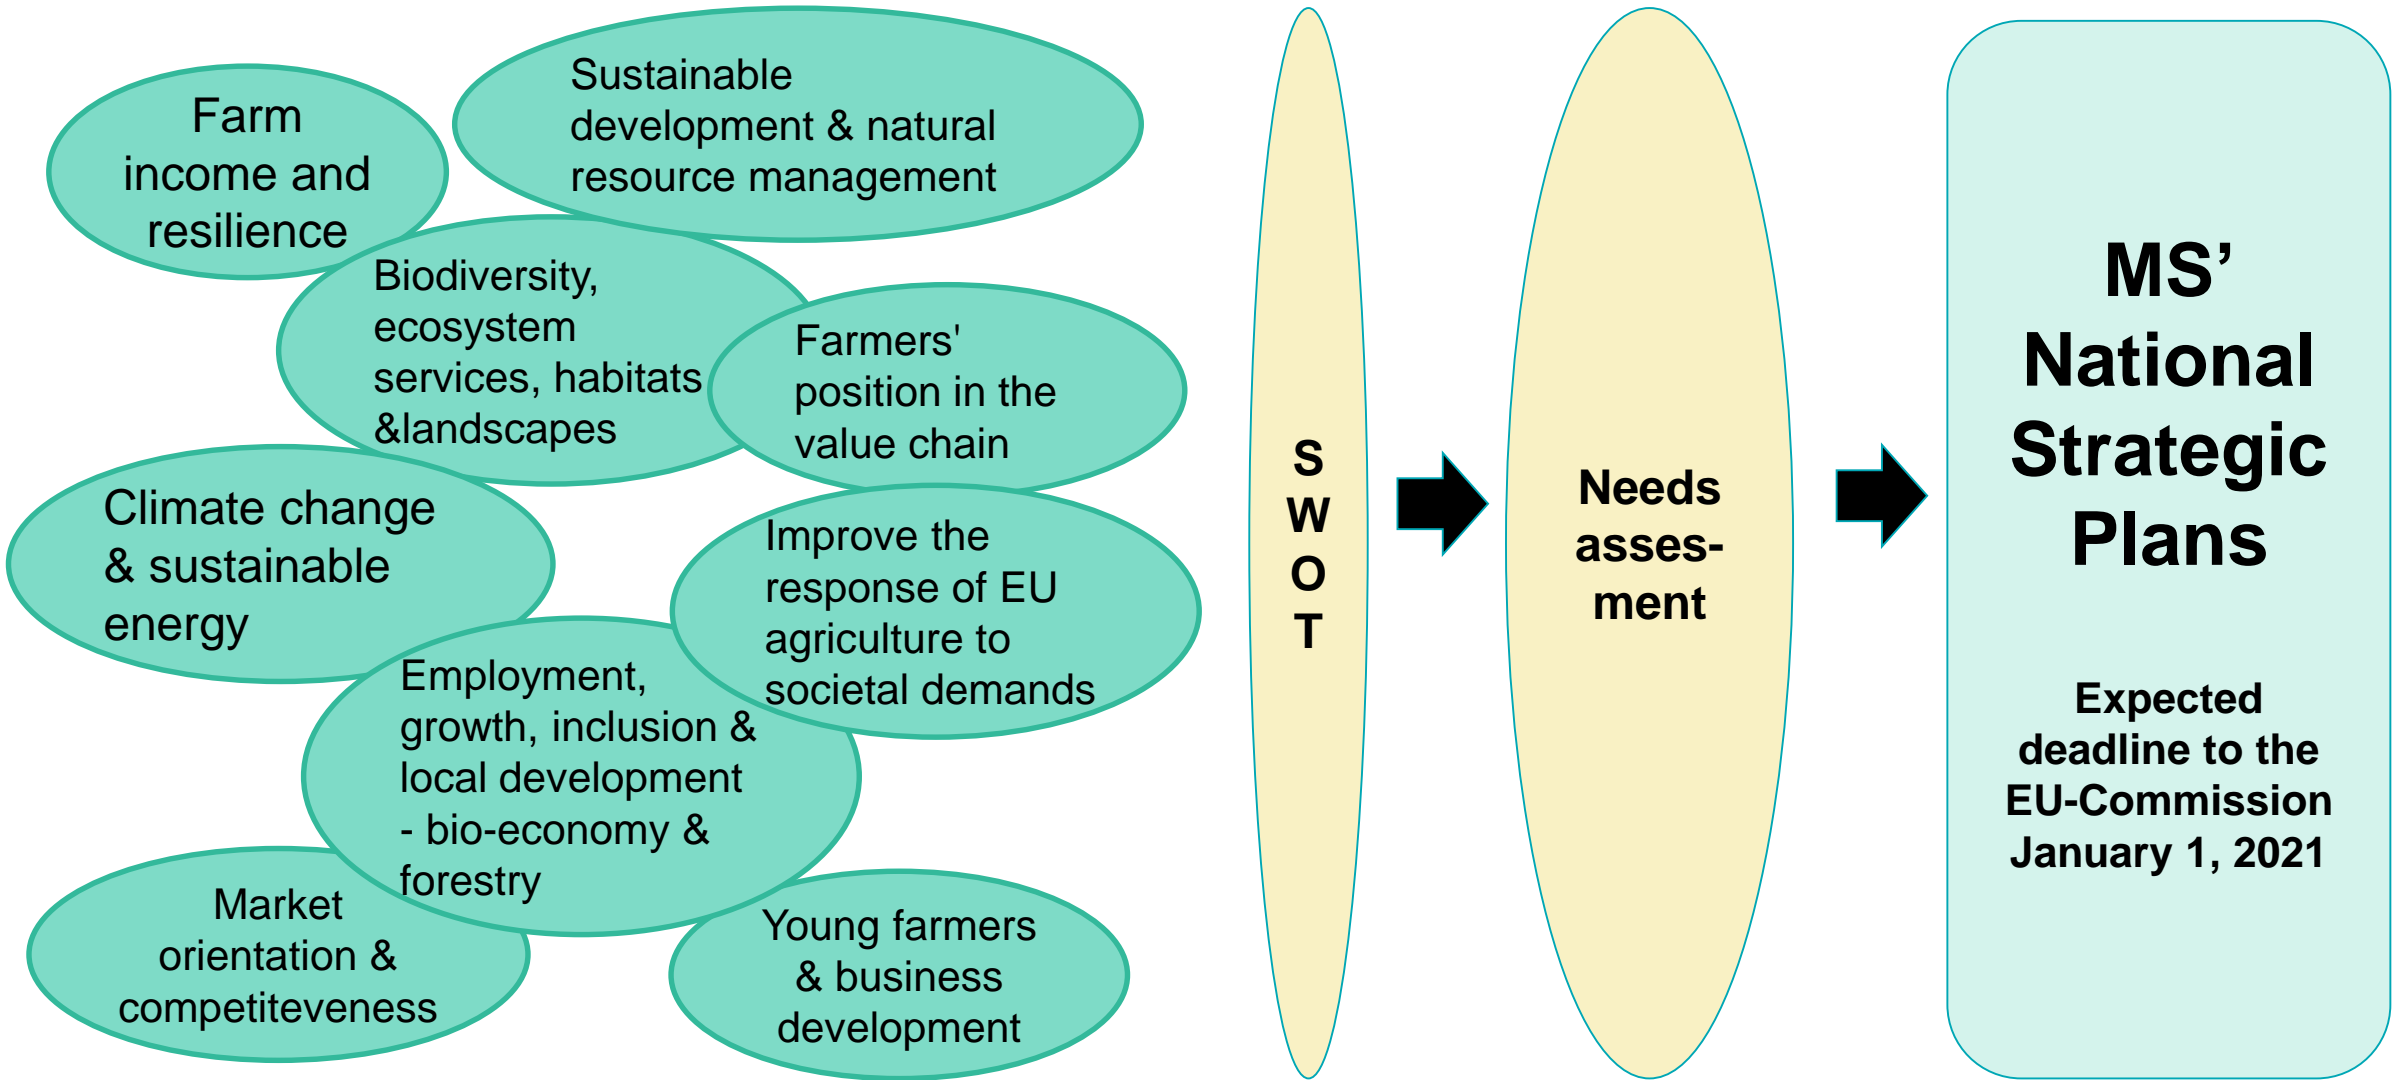 Farm
income and
resilience
Sustainable
development & natural
resource management
Biodiversity,
ecosystem
services, habitats
&landscapes
Farmers'
position in the
value chain
Climate change
& sustainable
energy
Improve the
response of EU
agriculture to
societal demands
Employment,
growth, inclusion &
local development
- bio-economy &
forestry
Market
orientation &
competiteveness
Young farmers
& business
development
S
W
O
T
Needs
asses-
ment
MS’
National
Strategic
Plans
Expected
deadline to the
EU-Commission
January 1, 2021